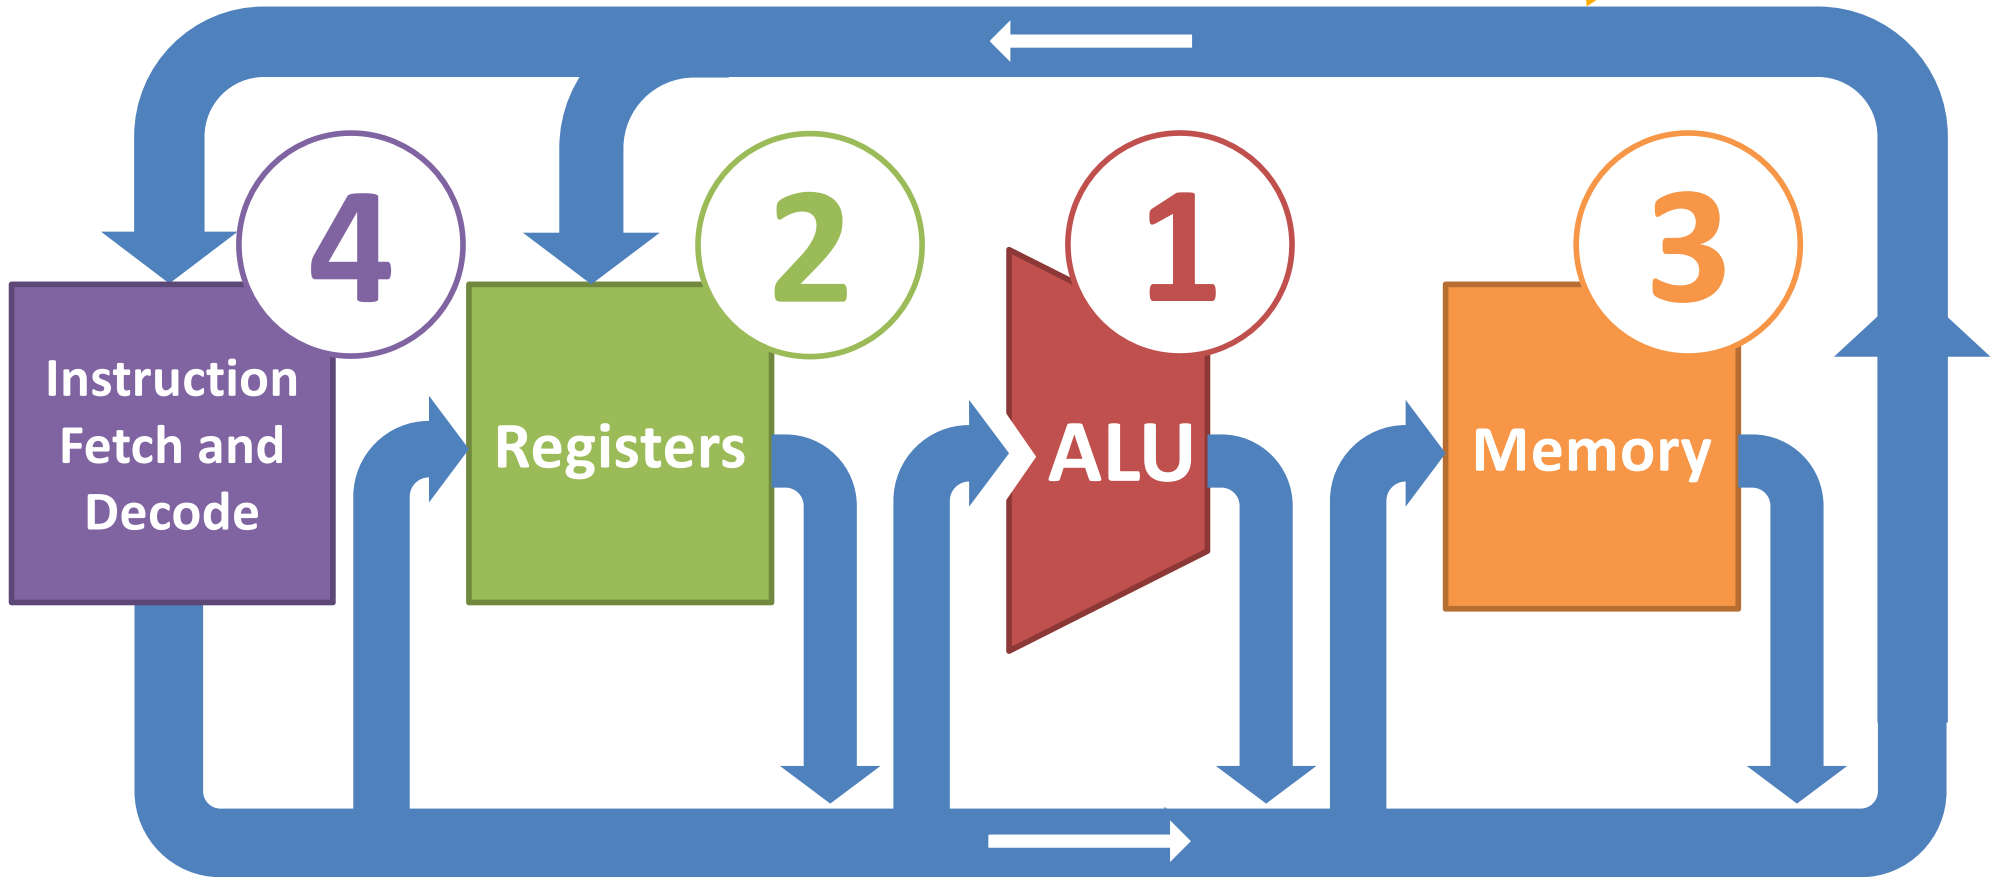 4
2
1
3
Instruction
Fetch and
Decode
Registers
ALU
Memory